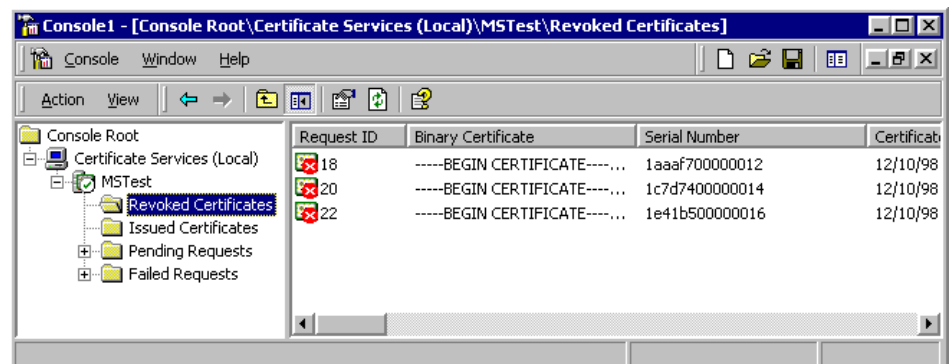 Console1 - [Console Root\Certificate Services (Local)\MSTest\Revoked Certificates]
Console Window Help
Action View
Console Root
Certificate Services (Local)
MSTest
Revoked Certificates
Issued Certificates
Pending Requests
Failed Requests
Request ID Binary Certificate Serial Number Certificati
18 -----BEGIN CERTIFICATE----... 1aaaf700000012 12/10/98
20 -----BEGIN CERTIFICATE----... 1c7d7400000014 12/10/98
22 -----BEGIN CERTIFICATE----... 1e41b500000016 12/10/98